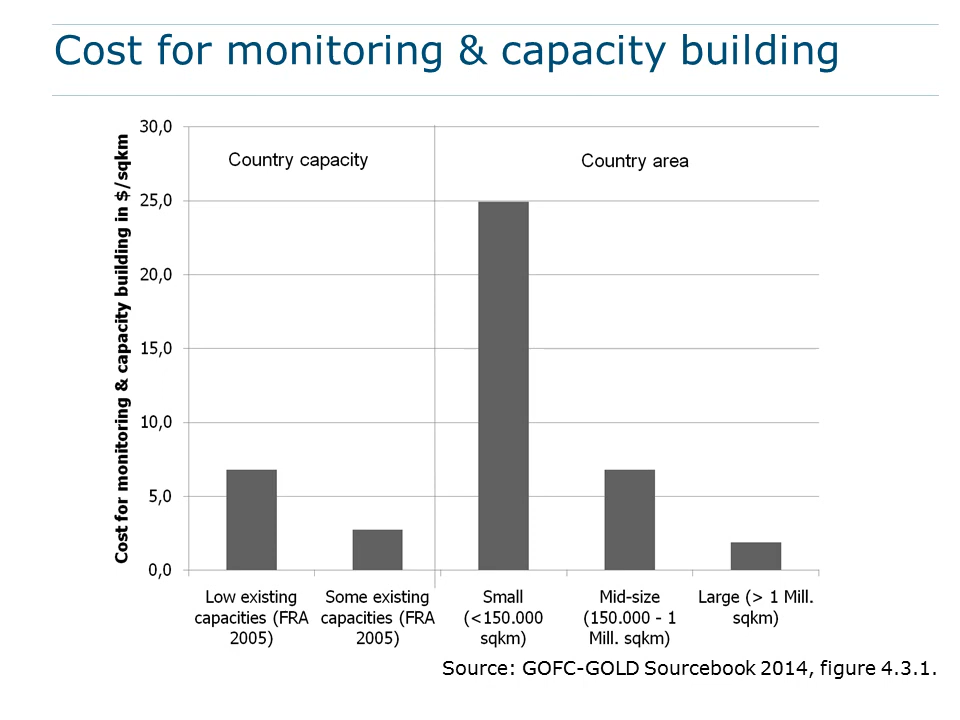 Cost for monitoring & capacity building
Cost for monitoring & capacity building in $/sqkm
30,0
25,0
20,0
15,0
10,0
5,0
0,0
Country capacity
Country area
Low existing
capacities (FRA
2005)
Some existing
capacities (FRA
2005)
Small
(<150.000
sqkm)
Mid-size
(150.000 - 1
Mill. sqkm)
Large (> 1 Mill.
sqkm)
Source: GOFC-GOLD Sourcebook 2014, figure 4.3.1.